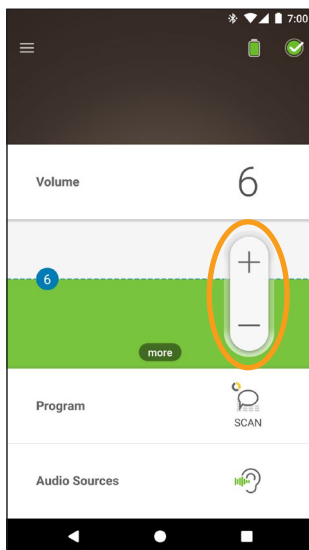 7:00
Volume
6
6
+
−
more
Program
SCAN
Audio Sources